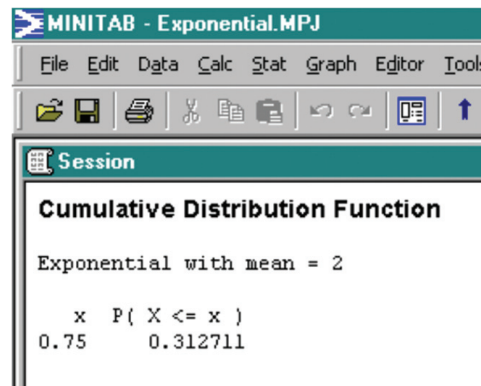 MINITAB - Exponential.MPJ
File Edit Data Calc Stat Graph Editor Tools
Session
Cumulative Distribution Function
Exponential with mean = 2
x P( X <= x )
0.75 0.312711